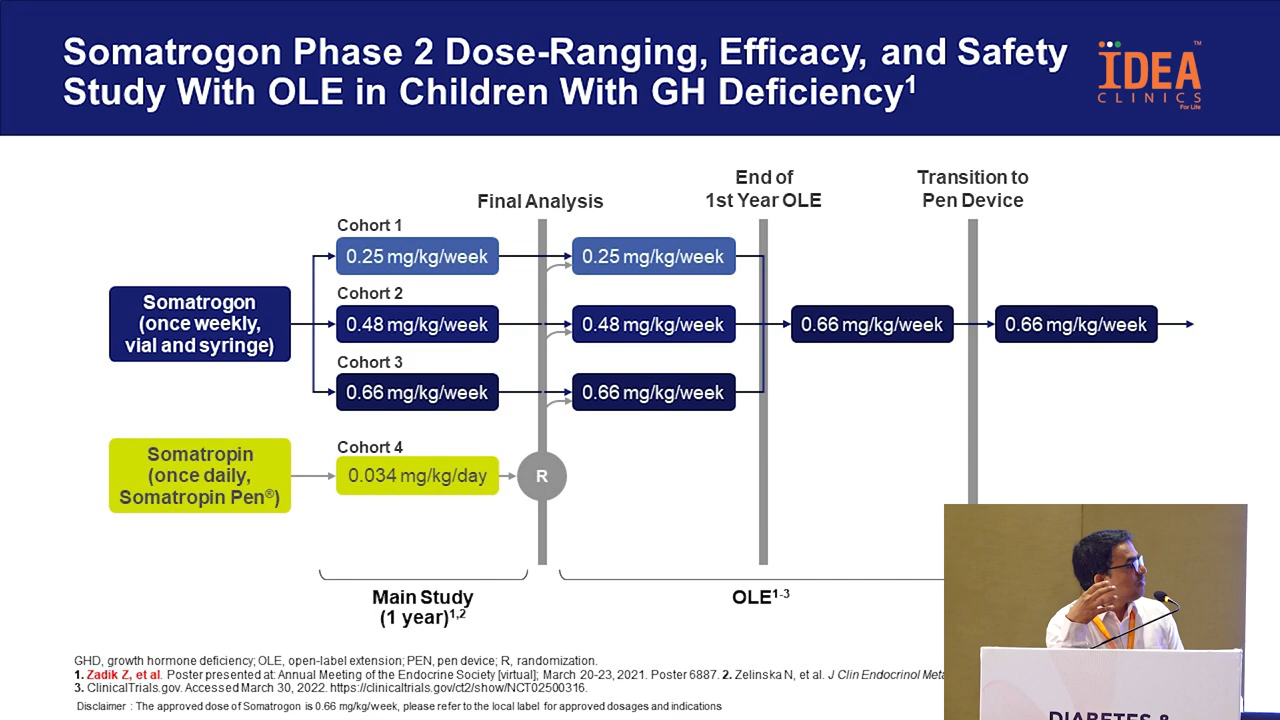 Somatrogon Phase 2 Dose-Ranging, Efficacy, and Safety
Study With OLE in Children With GH Deficiency1
IDEA
TM
CLINICS
For Life
Final Analysis
End of
1st Year OLE
Transition to
Pen Device
Cohort 1
0.25 mg/kg/week
0.25 mg/kg/week
Somatrogon
(once weekly,
vial and syringe)
Cohort 2
0.48 mg/kg/week
0.48 mg/kg/week
0.66 mg/kg/week
0.66 mg/kg/week
Cohort 3
0.66 mg/kg/week
0.66 mg/kg/week
Somatropin
(once daily,
Somatropin Pen®)
Cohort 4
0.034 mg/kg/day
R
Main Study
(1 year)1,2
OLE1-3
GHD, growth hormone deficiency; OLE, open-label extension; PEN, pen device; R, randomization.
1. Zadik Z, et al. Poster presented at: Annual Meeting of the Endocrine Society [virtual]; March 20-23, 2021. Poster 6887. 2. Zelinska N, et al. J Clin Endocrinol
3. ClinicalTrials.gov. Accessed March 30, 2022. https://clinicaltrials.gov/ct2/show/NCT02500316.
Disclaimer : The approved dose of Somatrogon is 0.66 mg/kg/week, please refer to the local label for approved dosages and indications
DIABETES &